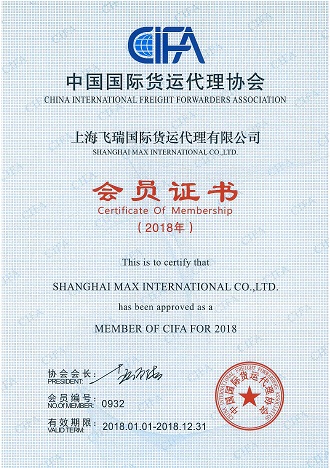 CIFA
中国国际货运代理协会
CHINA INTERNATIONAL FREIGHT FORWARDERS ASSOCIATION
上海飞瑞国际货运代理有限公司
SHANGHAI MAX INTERNATIONAL CO.,LTD.
会员证书
Certificate Of Membership
（2018年）
This is to certify that
SHANGHAI MAX INTERNATIONAL CO.,LTD.
has been approved as a
MEMBER OF CIFA FOR 2018
协会会长：
PRESIDENT:
会员编号：
NO.OF MEMBER: 0932
有效期限：
VALID TERM: 2018.01.01-2018.12.31
中国国际货运代理协会